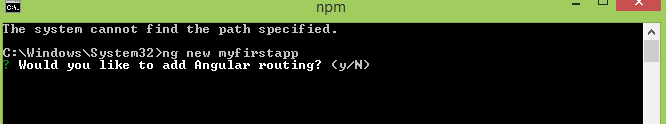 npm
The system cannot find the path specified.
C:\Windows\System32>ng new myfirstapp
? Would you like to add Angular routing? (y/N)